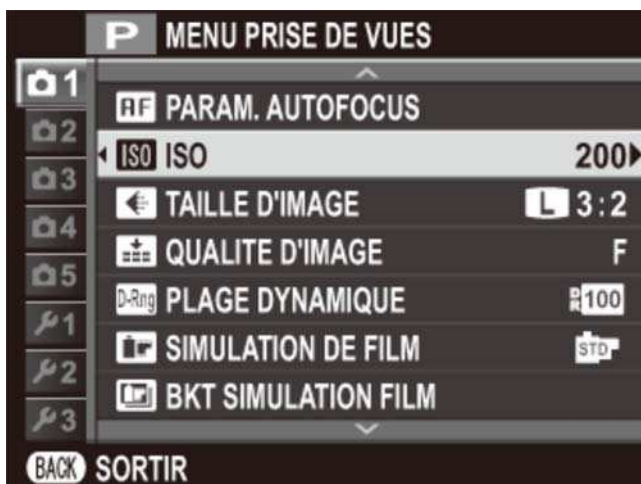 P MENU PRISE DE VUES
1
AF PARAM. AUTOFOCUS
2
ISO ISO 200
3
TAILLE D'IMAGE L 3:2
4
QUALITE D'IMAGE F
5
D-Rng PLAGE DYNAMIQUE DR100
1
SIMULATION DE FILM STD
2
BKT SIMULATION FILM
3
BACK SORTIR